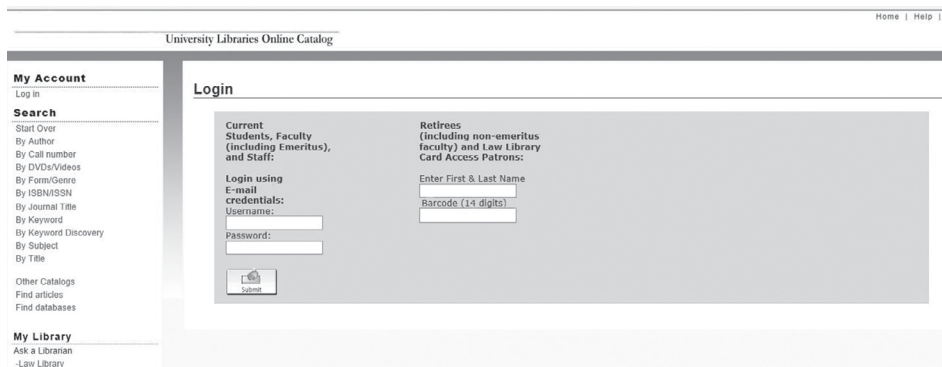 Home | Help |
University Libraries Online Catalog
My Account
Log in
Search
Start Over
By Author
By Call number
By DVDs/Videos
By Form/Genre
By ISBN/ISSN
By Journal Title
By Keyword
By Keyword Discovery
By Subject
By Title
Other Catalogs
Find articles
Find databases
My Library
Ask a Librarian
-Law Library
Login
Current
Students, Faculty
(including Emeritus),
and Staff:
Login using
E-mail
credentials:
Username:
Password:
Submit
Retirees
(including non-emeritus
faculty) and Law Library
Card Access Patrons:
Enter First & Last Name
Barcode (14 digits)